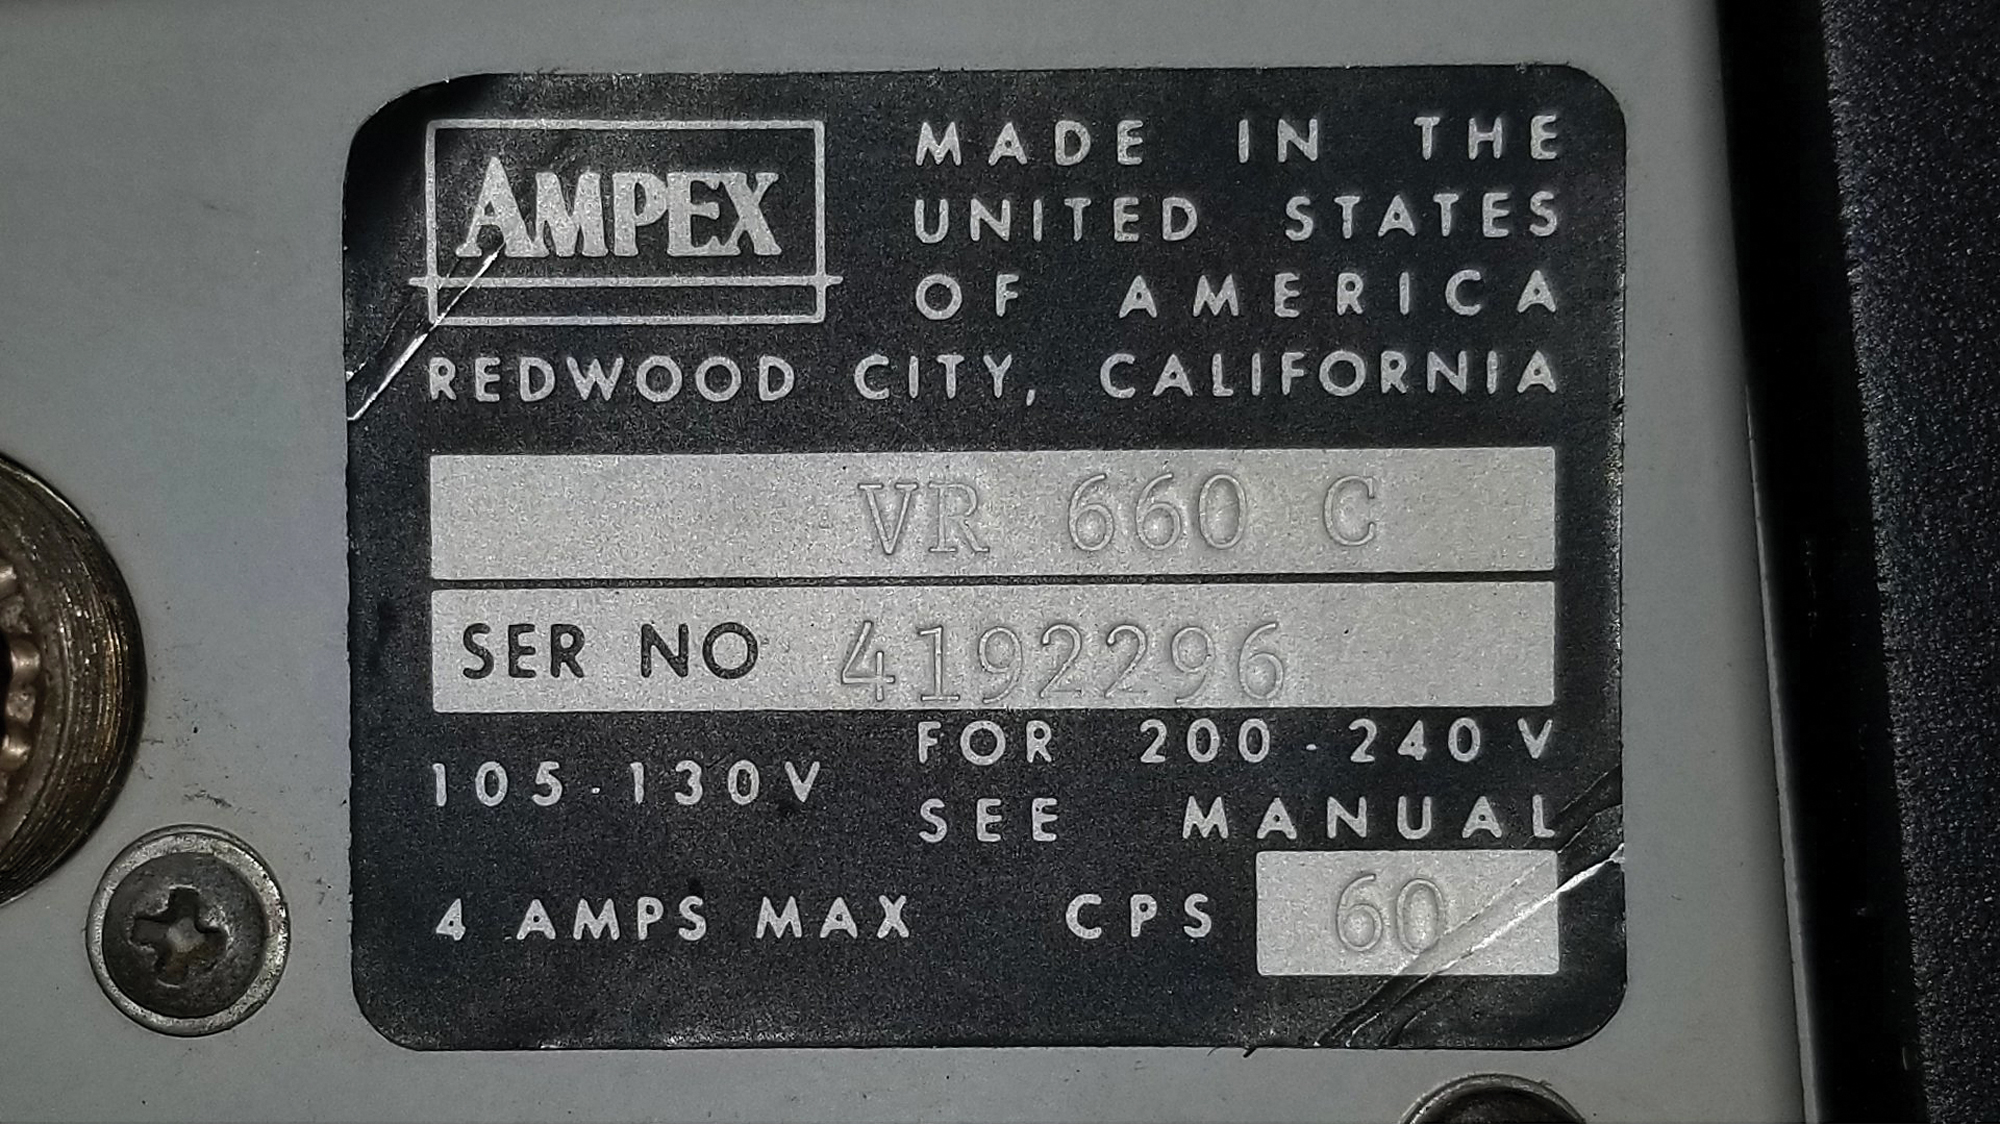 AMPEX
MADE IN THE
UNITED STATES
OF AMERICA
REDWOOD CITY, CALIFORNIA
VR 660 C
SER NO 4192296
105-130V
FOR 200-240V
SEE MANUAL
4 AMPS MAX CPS 60